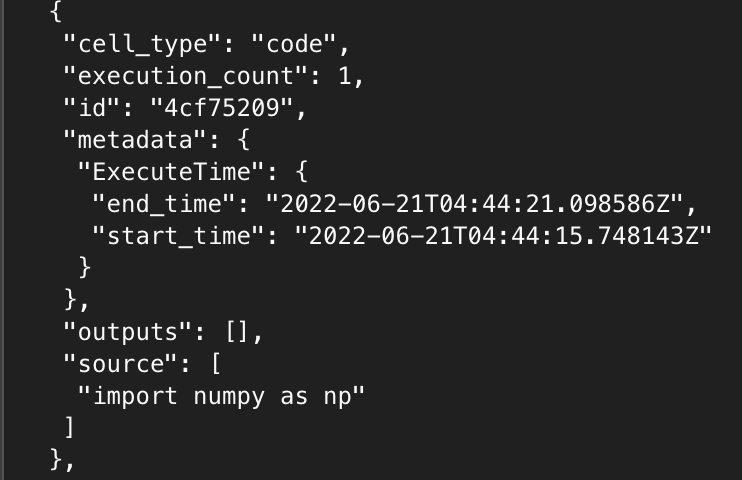 {
"cell_type": "code",
"execution_count": 1,
"id": "4cf75209",
"metadata": {
"ExecuteTime": {
"end_time": "2022-06-21T04:44:21.098586Z",
"start_time": "2022-06-21T04:44:15.748143Z"
}
},
"outputs": [],
"source": [
"import numpy as np"
]
},